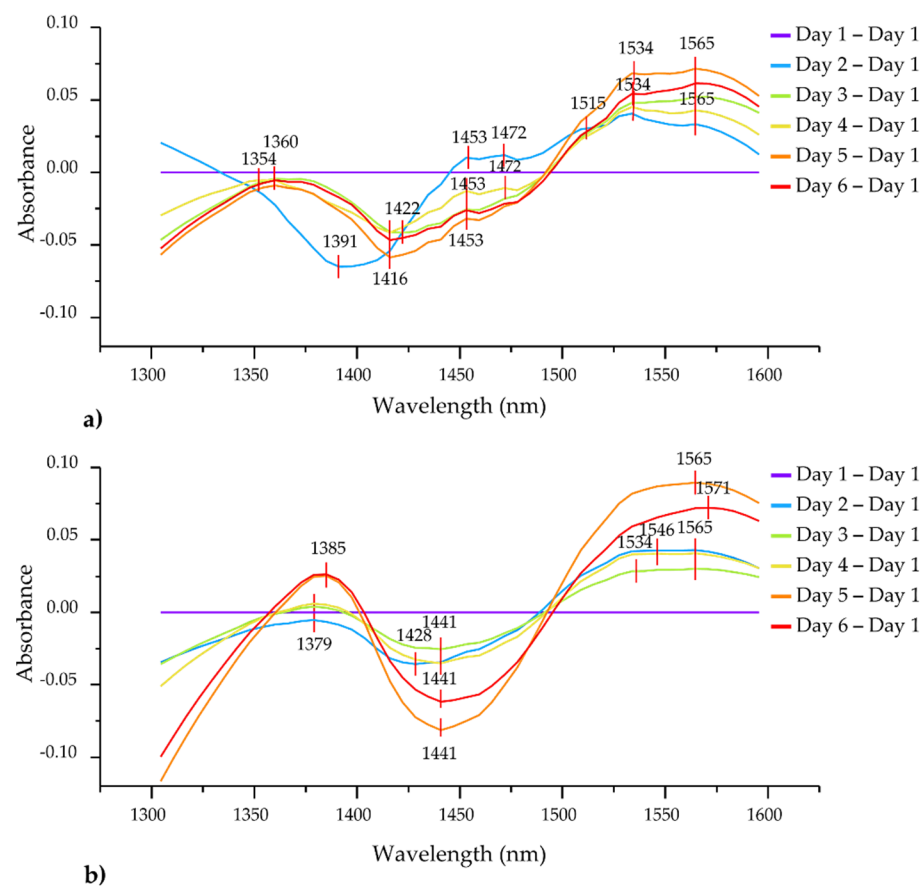 0.10
0.05
0.00
-0.05
-0.10
Absorbance
1534
1565
1515
1534
1565
1360
1354
1453
1472
1472
1453
1422
1391
1453
1416
Day 1 – Day 1
Day 2 – Day 1
Day 3 – Day 1
Day 4 – Day 1
Day 5 – Day 1
Day 6 – Day 1
1300
1350
1400
1450
1500
1550
1600
Wavelength (nm)
a)
0.10
0.05
0.00
-0.05
-0.10
Absorbance
1565
1571
1546
1565
1534
1385
1379
1428
1441
1441
1441
Day 1 – Day 1
Day 2 – Day 1
Day 3 – Day 1
Day 4 – Day 1
Day 5 – Day 1
Day 6 – Day 1
1300
1350
1400
1450
1500
1550
1600
Wavelength (nm)
b)